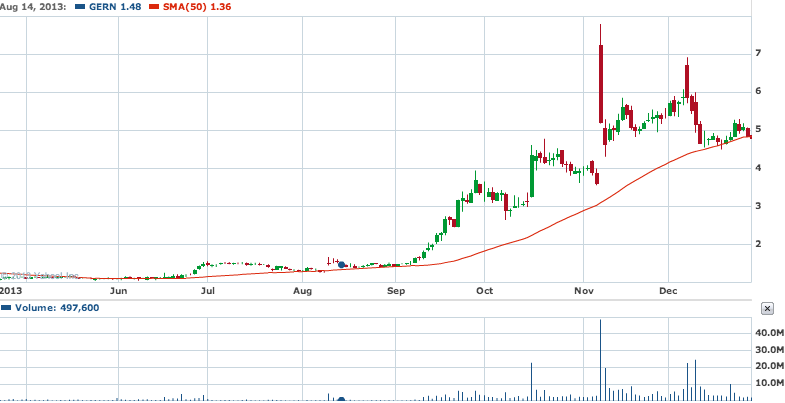 Aug 14, 2013: GERN 1.48 SMA(50) 1.36
7
6
5
4
3
2
2013 Jun Jul Aug Sep Oct Nov Dec
Volume: 497,600
40.0M
30.0M
20.0M
10.0M